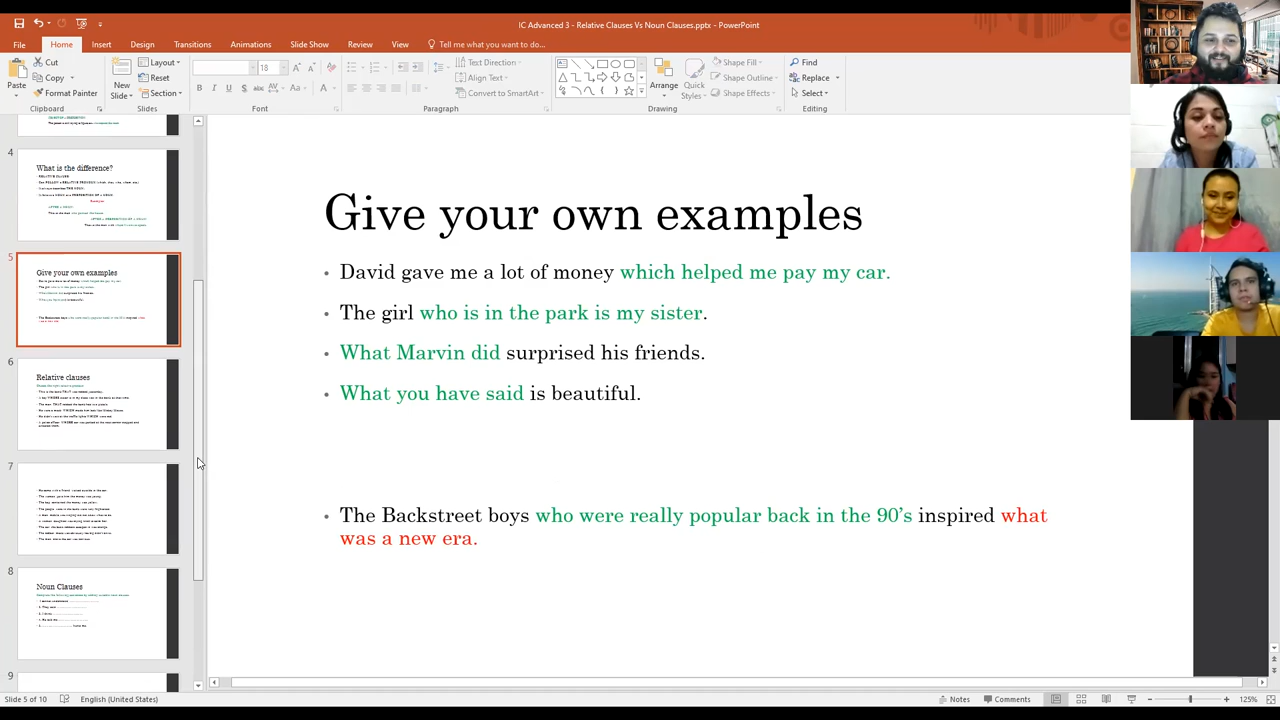 IC Advanced 3 - Relative Clauses Vs Noun Clauses.pptx - PowerPoint
File Home Insert Design Transitions Animations Slide Show Review View Tell me what you want to do...
Cut
Copy
Format Painter
Paste
Clipboard
New
Slide
Layout
Reset
Section
Slides
18
Font
Text Direction
Align Text
Convert to SmartArt
Paragraph
Arrange
Quick
Styles
Shape Fill
Shape Outline
Shape Effects
Drawing
Find
Replace
Select
Editing
4
What is the difference?
5
Give your own examples
6
Relative clauses
7
8
Noun Clauses
9
Give your own examples
• David gave me a lot of money which helped me pay my car.
• The girl who is in the park is my sister.
• What Marvin did surprised his friends.
• What you have said is beautiful.
• The Backstreet boys who were really popular back in the 90's inspired what
was a new era.
Slide 5 of 10 English (United States) Notes Comments 125%